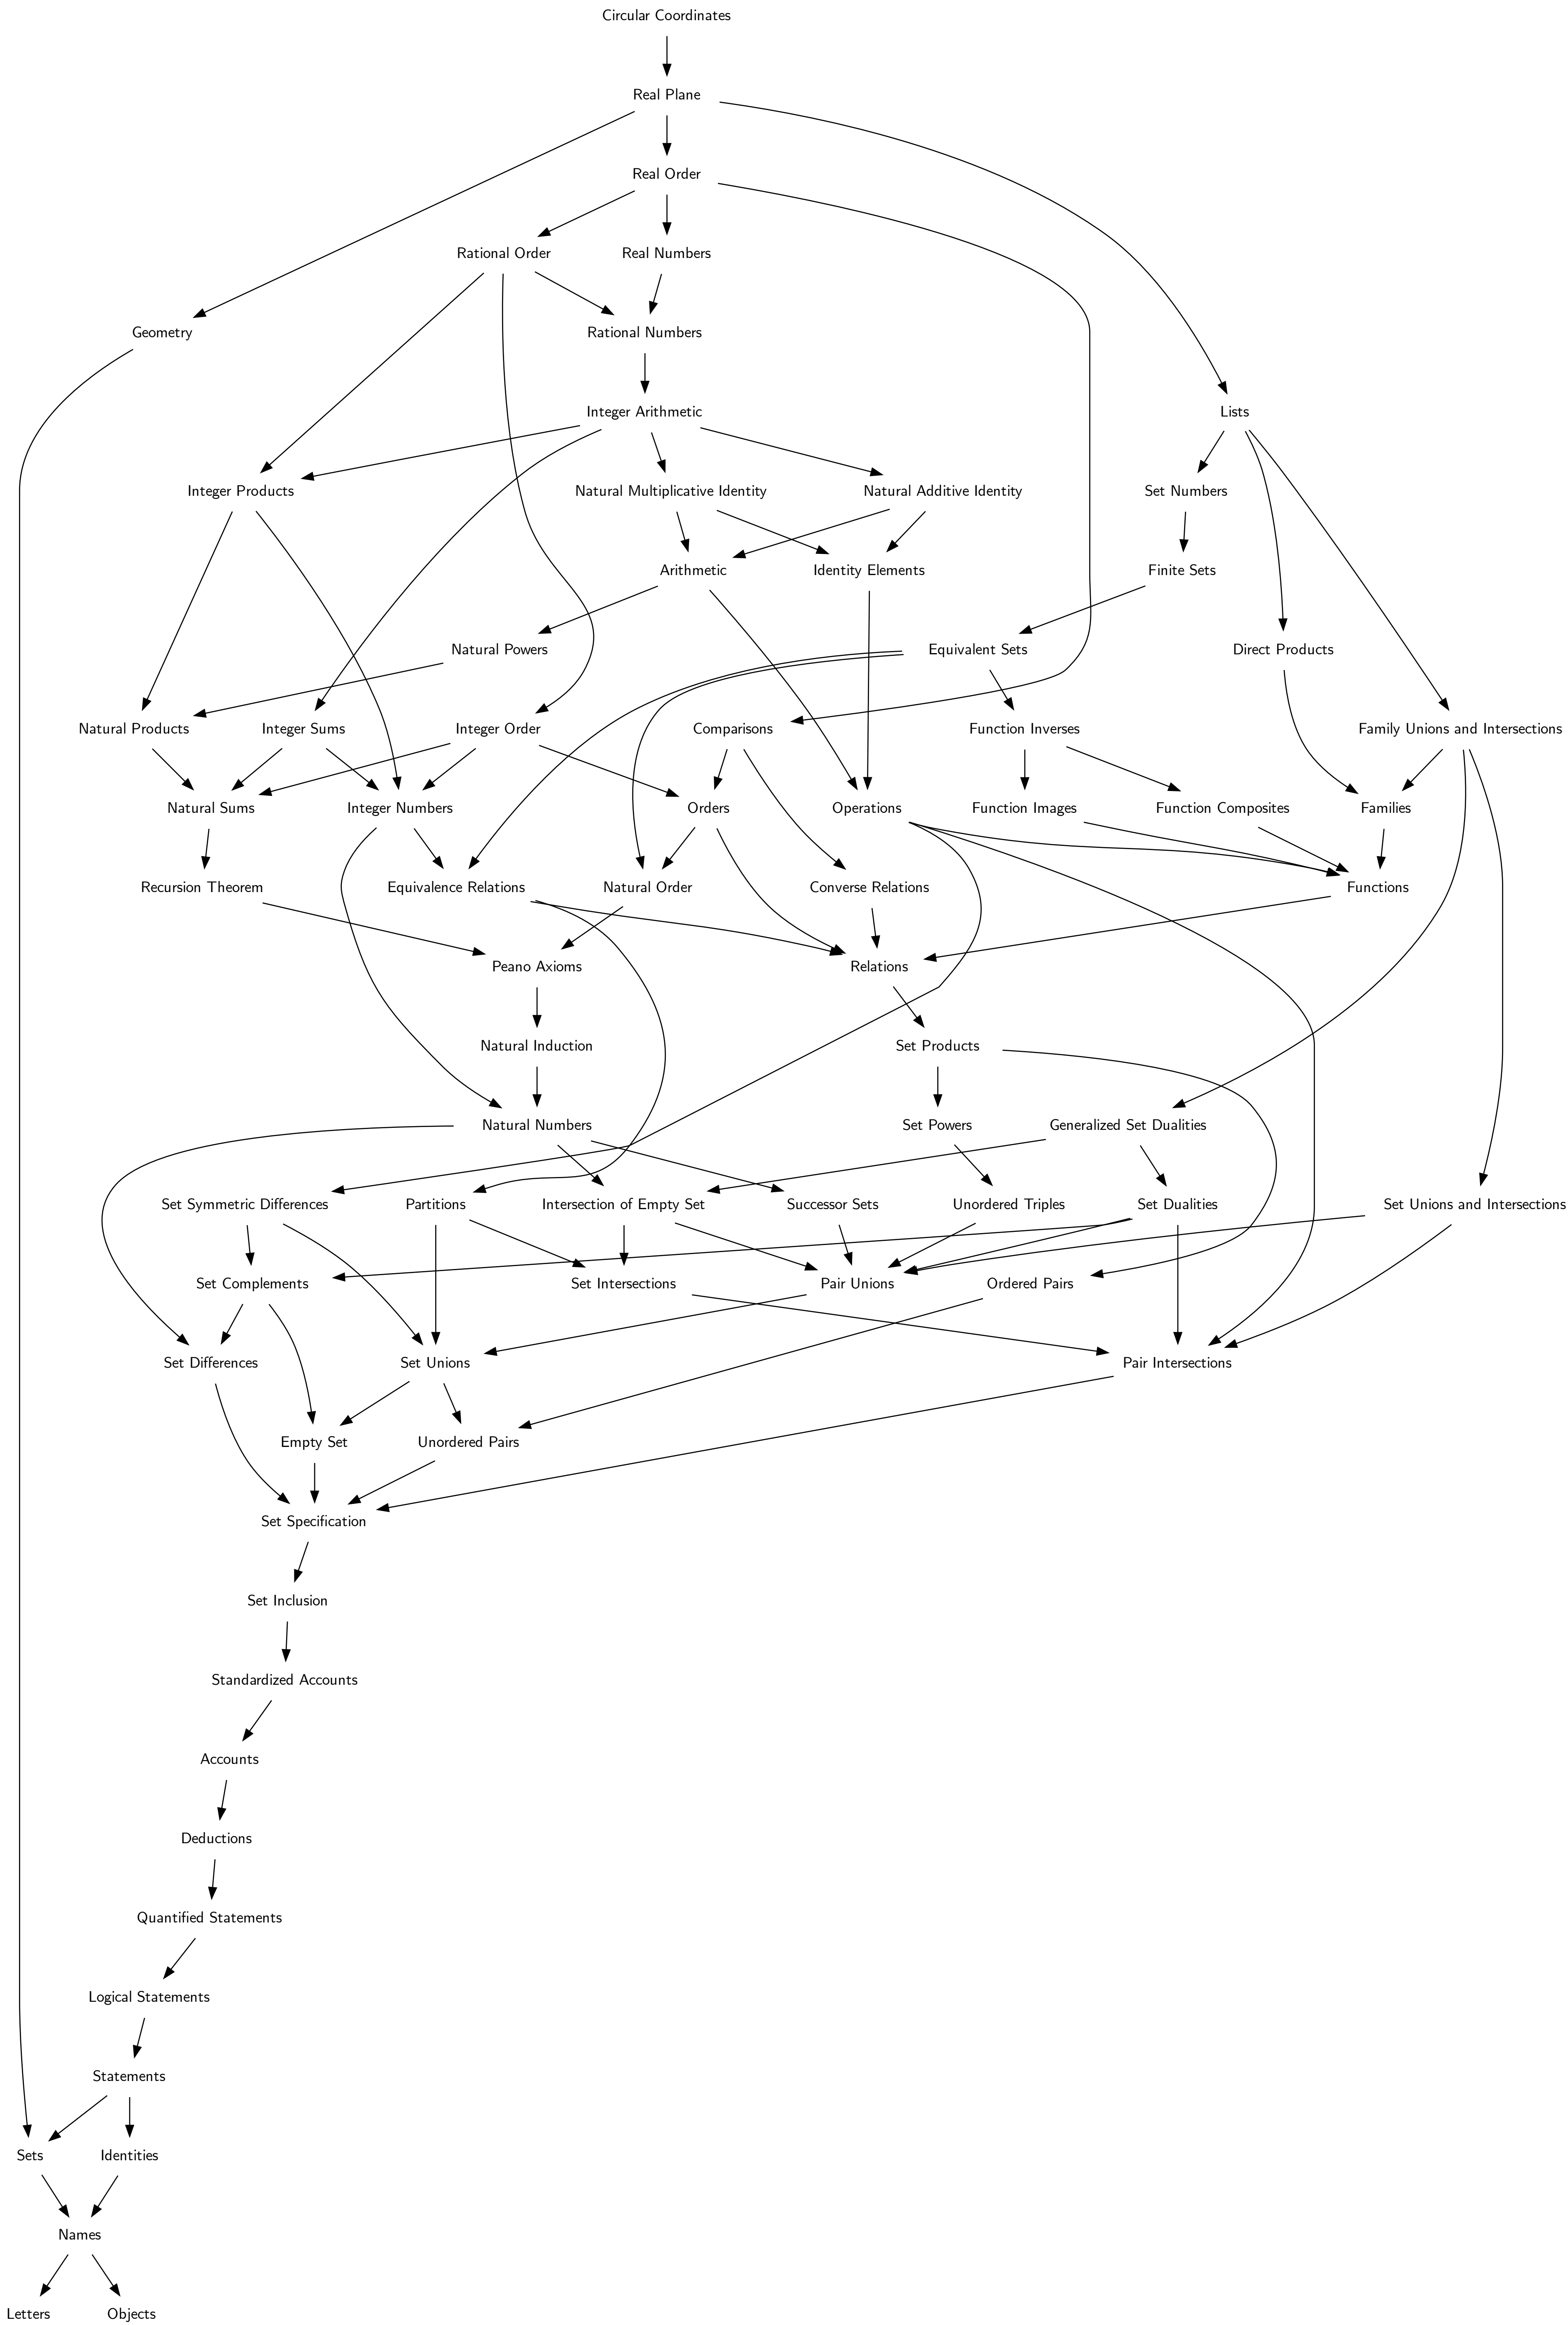 Circular Coordinates
Real Plane
Real Order
Rational Order
Real Numbers
Geometry
Rational Numbers
Integer Arithmetic
Lists
Integer Products
Natural Multiplicative Identity
Natural Additive Identity
Set Numbers
Arithmetic
Identity Elements
Finite Sets
Natural Powers
Equivalent Sets
Direct Products
Natural Products
Integer Sums
Integer Order
Comparisons
Function Inverses
Family Unions and Intersections
Natural Sums
Integer Numbers
Orders
Operations
Function Images
Function Composites
Families
Recursion Theorem
Equivalence Relations
Natural Order
Converse Relations
Functions
Peano Axioms
Relations
Natural Induction
Set Products
Natural Numbers
Set Powers
Generalized Set Dualities
Set Symmetric Differences
Partitions
Intersection of Empty Set
Successor Sets
Unordered Triples
Set Dualities
Set Unions and Intersections
Set Complements
Set Intersections
Pair Unions
Ordered Pairs
Set Differences
Set Unions
Pair Intersections
Empty Set
Unordered Pairs
Set Specification
Set Inclusion
Standardized Accounts
Accounts
Deductions
Quantified Statements
Logical Statements
Statements
Sets
Identities
Names
Letters
Objects